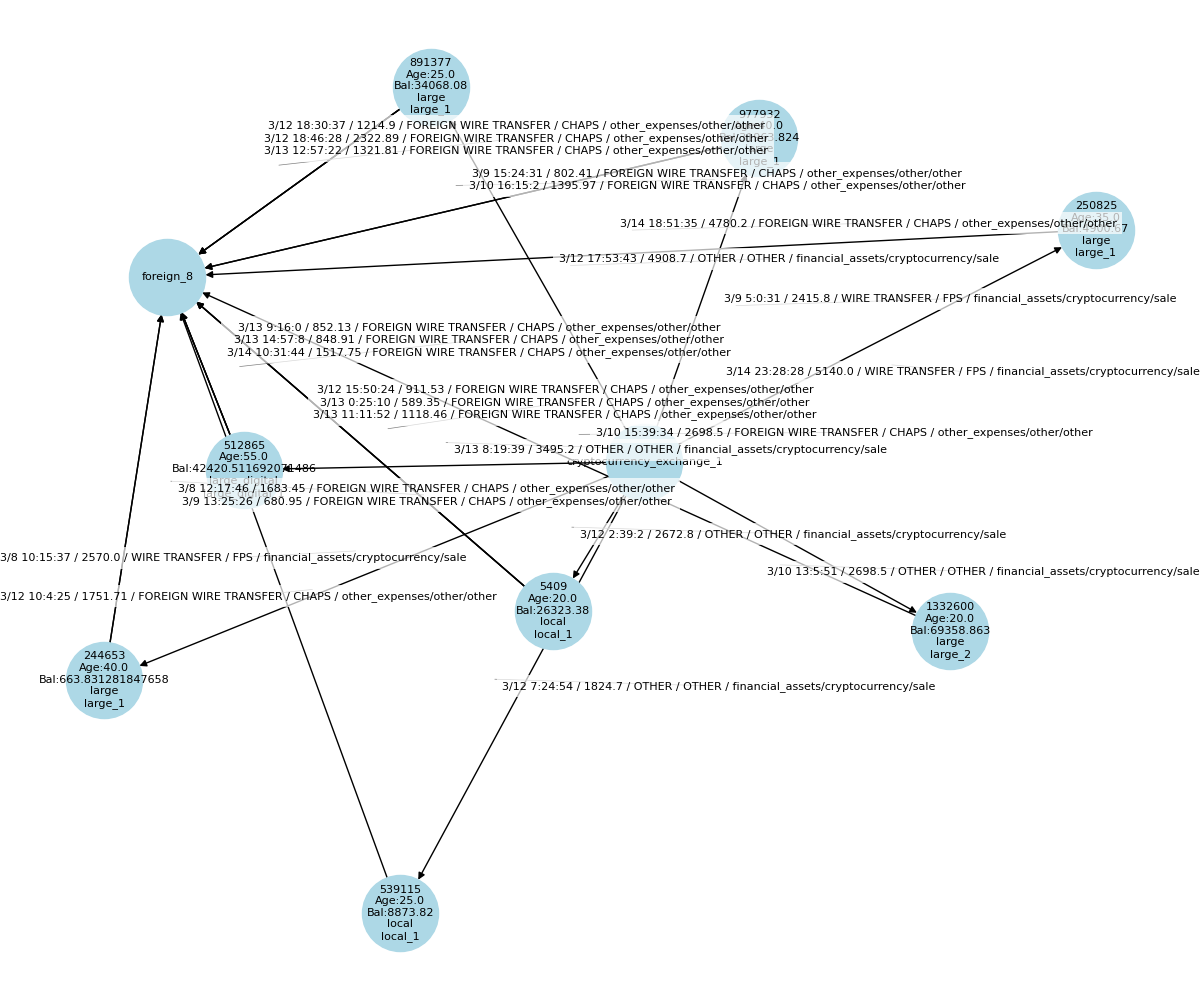 891377
Age:25.0
Bal:34068.08
large
large_1
977932
large_1
3/12 18:30:37 / 1214.9 / FOREIGN WIRE TRANSFER / CHAPS / other_expenses/other/other
3/12 18:46:28 / 2322.89 / FOREIGN WIRE TRANSFER / CHAPS / other_expenses/other/other
3/13 12:57:22 / 1321.81 / FOREIGN WIRE TRANSFER / CHAPS / other_expenses/other/other
3/9 15:24:31 / 802.41 / FOREIGN WIRE TRANSFER / CHAPS / other_expenses/other/other
3/10 16:15:2 / 1395.97 / FOREIGN WIRE TRANSFER / CHAPS / other_expenses/other/other
250825
Age:35.0
Bal:4900.67
large
large_1
3/14 18:51:35 / 4780.2 / FOREIGN WIRE TRANSFER / CHAPS / other_expenses/other/other
3/12 17:53:43 / 4908.7 / OTHER / OTHER / financial_assets/cryptocurrency/sale
foreign_8
3/9 5:0:31 / 2415.8 / WIRE TRANSFER / FPS / financial_assets/cryptocurrency/sale
3/13 9:16:0 / 852.13 / FOREIGN WIRE TRANSFER / CHAPS / other_expenses/other/other
3/13 14:57:8 / 848.91 / FOREIGN WIRE TRANSFER / CHAPS / other_expenses/other/other
3/14 10:31:44 / 1517.75 / FOREIGN WIRE TRANSFER / CHAPS / other_expenses/other/other
3/14 23:28:28 / 5140.0 / WIRE TRANSFER / FPS / financial_assets/cryptocurrency/sale
3/12 15:50:24 / 911.53 / FOREIGN WIRE TRANSFER / CHAPS / other_expenses/other/other
3/13 0:25:10 / 589.35 / FOREIGN WIRE TRANSFER / CHAPS / other_expenses/other/other
3/13 11:11:52 / 1118.46 / FOREIGN WIRE TRANSFER / CHAPS / other_expenses/other/other
3/10 15:39:34 / 2698.5 / FOREIGN WIRE TRANSFER / CHAPS / other_expenses/other/other
3/13 8:19:39 / 3495.2 / OTHER / OTHER / financial_assets/cryptocurrency/sale
cryptocurrency_exchange_1
512865
Age:55.0
Bal:42420.511692071486
large_digital
3/8 12:17:46 / 1683.45 / FOREIGN WIRE TRANSFER / CHAPS / other_expenses/other/other
3/9 13:25:26 / 680.95 / FOREIGN WIRE TRANSFER / CHAPS / other_expenses/other/other
3/12 2:39:2 / 2672.8 / OTHER / OTHER / financial_assets/cryptocurrency/sale
3/8 10:15:37 / 2570.0 / WIRE TRANSFER / FPS / financial_assets/cryptocurrency/sale
3/10 13:5:51 / 2698.5 / OTHER / OTHER / financial_assets/cryptocurrency/sale
3/12 10:4:25 / 1751.71 / FOREIGN WIRE TRANSFER / CHAPS / other_expenses/other/other
5409
Age:20.0
Bal:26323.38
local
local_1
1332600
Age:20.0
Bal:69358.863
large
large_2
244653
Age:40.0
Bal:663.831281847658
large
large_1
3/12 7:24:54 / 1824.7 / OTHER / OTHER / financial_assets/cryptocurrency/sale
539115
Age:25.0
Bal:8873.82
local
local_1